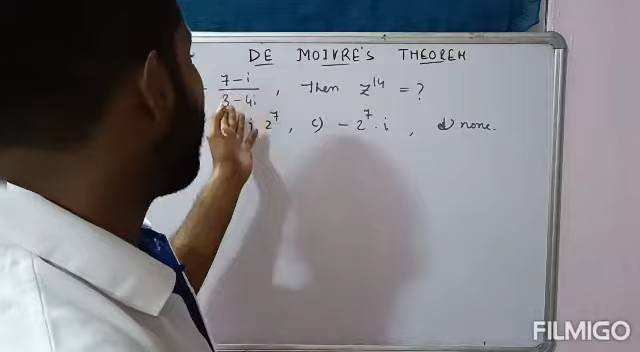 DE MOIVRE'S THEOREM
7-i / 3-4i , then z^14 = ?
2^7 , c) -2^7 . i , d) none.
FILMIGO